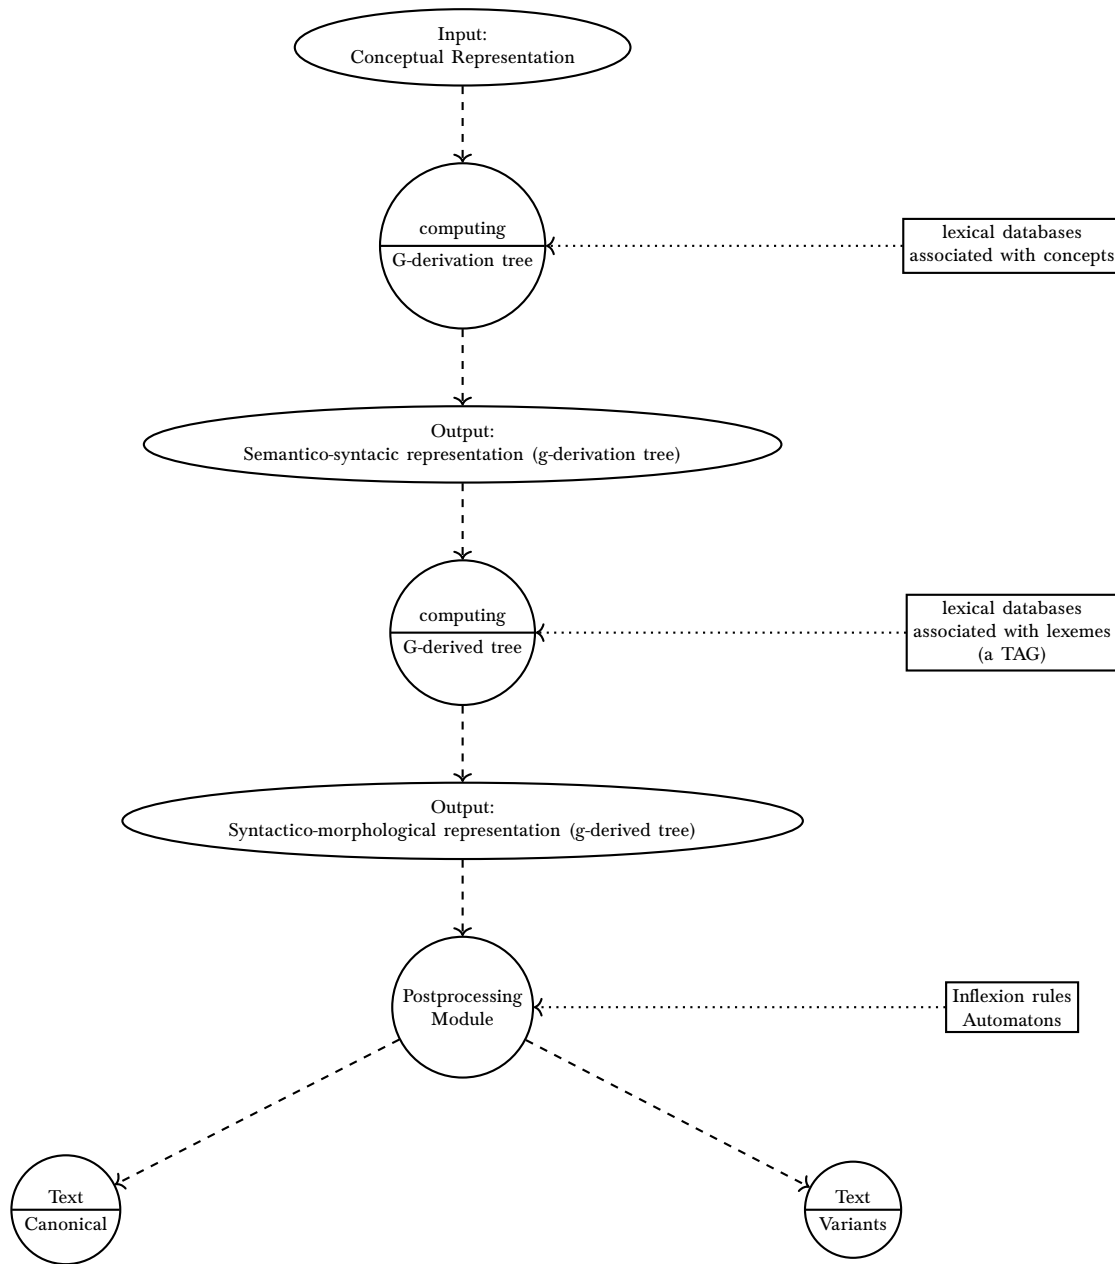 Input:
Conceptual Representation
computing
G-derivation tree
lexical databases
associated with concepts
Output:
Semantico-syntacic representation (g-derivation tree)
computing
G-derived tree
lexical databases
associated with lexemes
(a TAG)
Output:
Syntactico-morphological representation (g-derived tree)
Postprocessing
Module
Inflexion rules
Automatons
Text
Canonical
Text
Variants